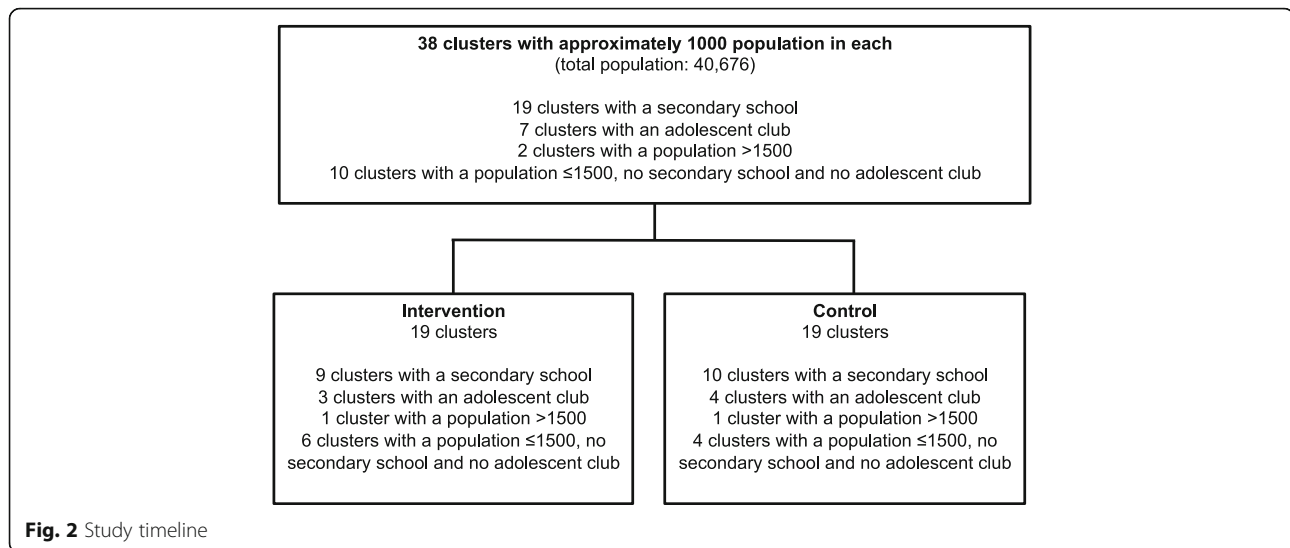 38 clusters with approximately 1000 population in each
(total population: 40,676)
19 clusters with a secondary school
7 clusters with an adolescent club
2 clusters with a population >1500
10 clusters with a population ≤1500, no secondary school and no adolescent club
Intervention
19 clusters
9 clusters with a secondary school
3 clusters with an adolescent club
1 cluster with a population >1500
6 clusters with a population ≤1500, no
secondary school and no adolescent club
Control
19 clusters
10 clusters with a secondary school
4 clusters with an adolescent club
1 cluster with a population >1500
4 clusters with a population ≤1500, no
secondary school and no adolescent club
Fig. 2 Study timeline